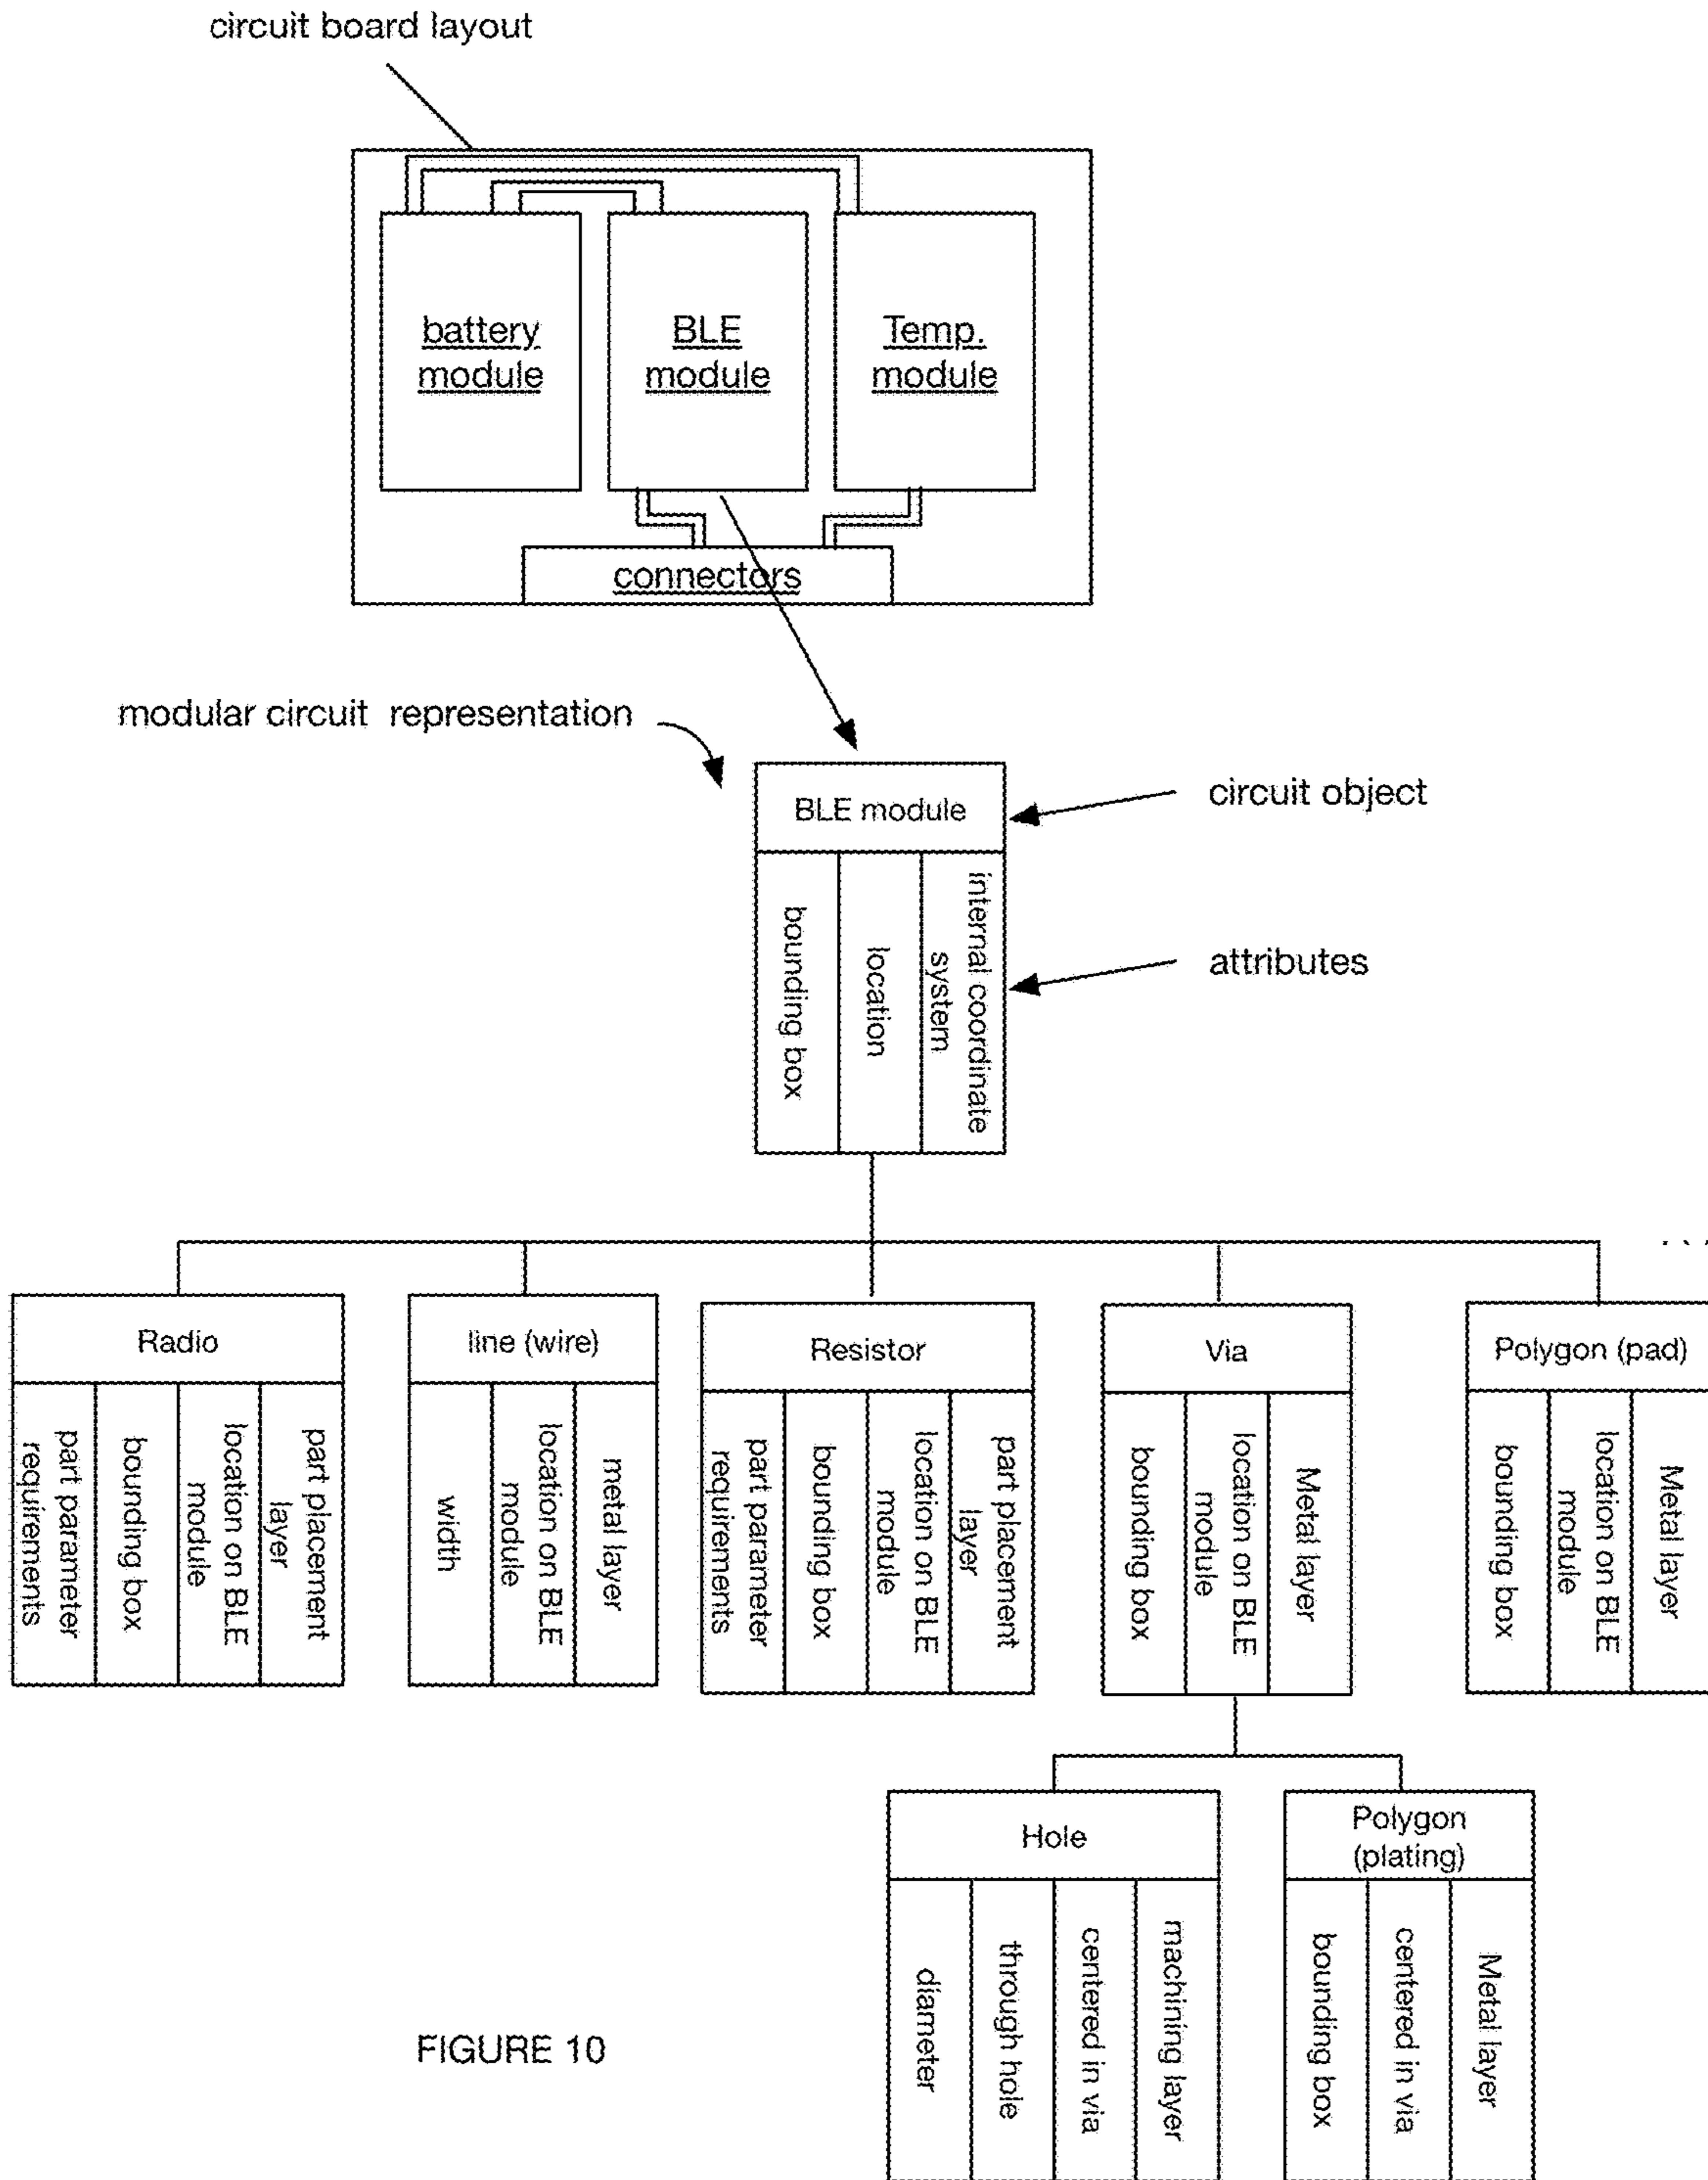 circuit board layout
battery
module
BLE
module
Temp.
module
connectors
modular circuit representation
BLE module
circuit object
bounding box
location
internal coordinate
system
attributes
Radio
part parameter
requirements
bounding box
location on BLE
module
part placement
layer
line (wire)
width
location on BLE
module
metal layer
Resistor
part parameter
requirements
bounding box
location on BLE
module
part placement
layer
Via
bounding box
location on BLE
module
Metal layer
Polygon (pad)
bounding box
location on BLE
module
Metal layer
Hole
diameter
through hole
centered in via
machining layer
Polygon
(plating)
bounding box
centered in via
Metal layer
FIGURE 10